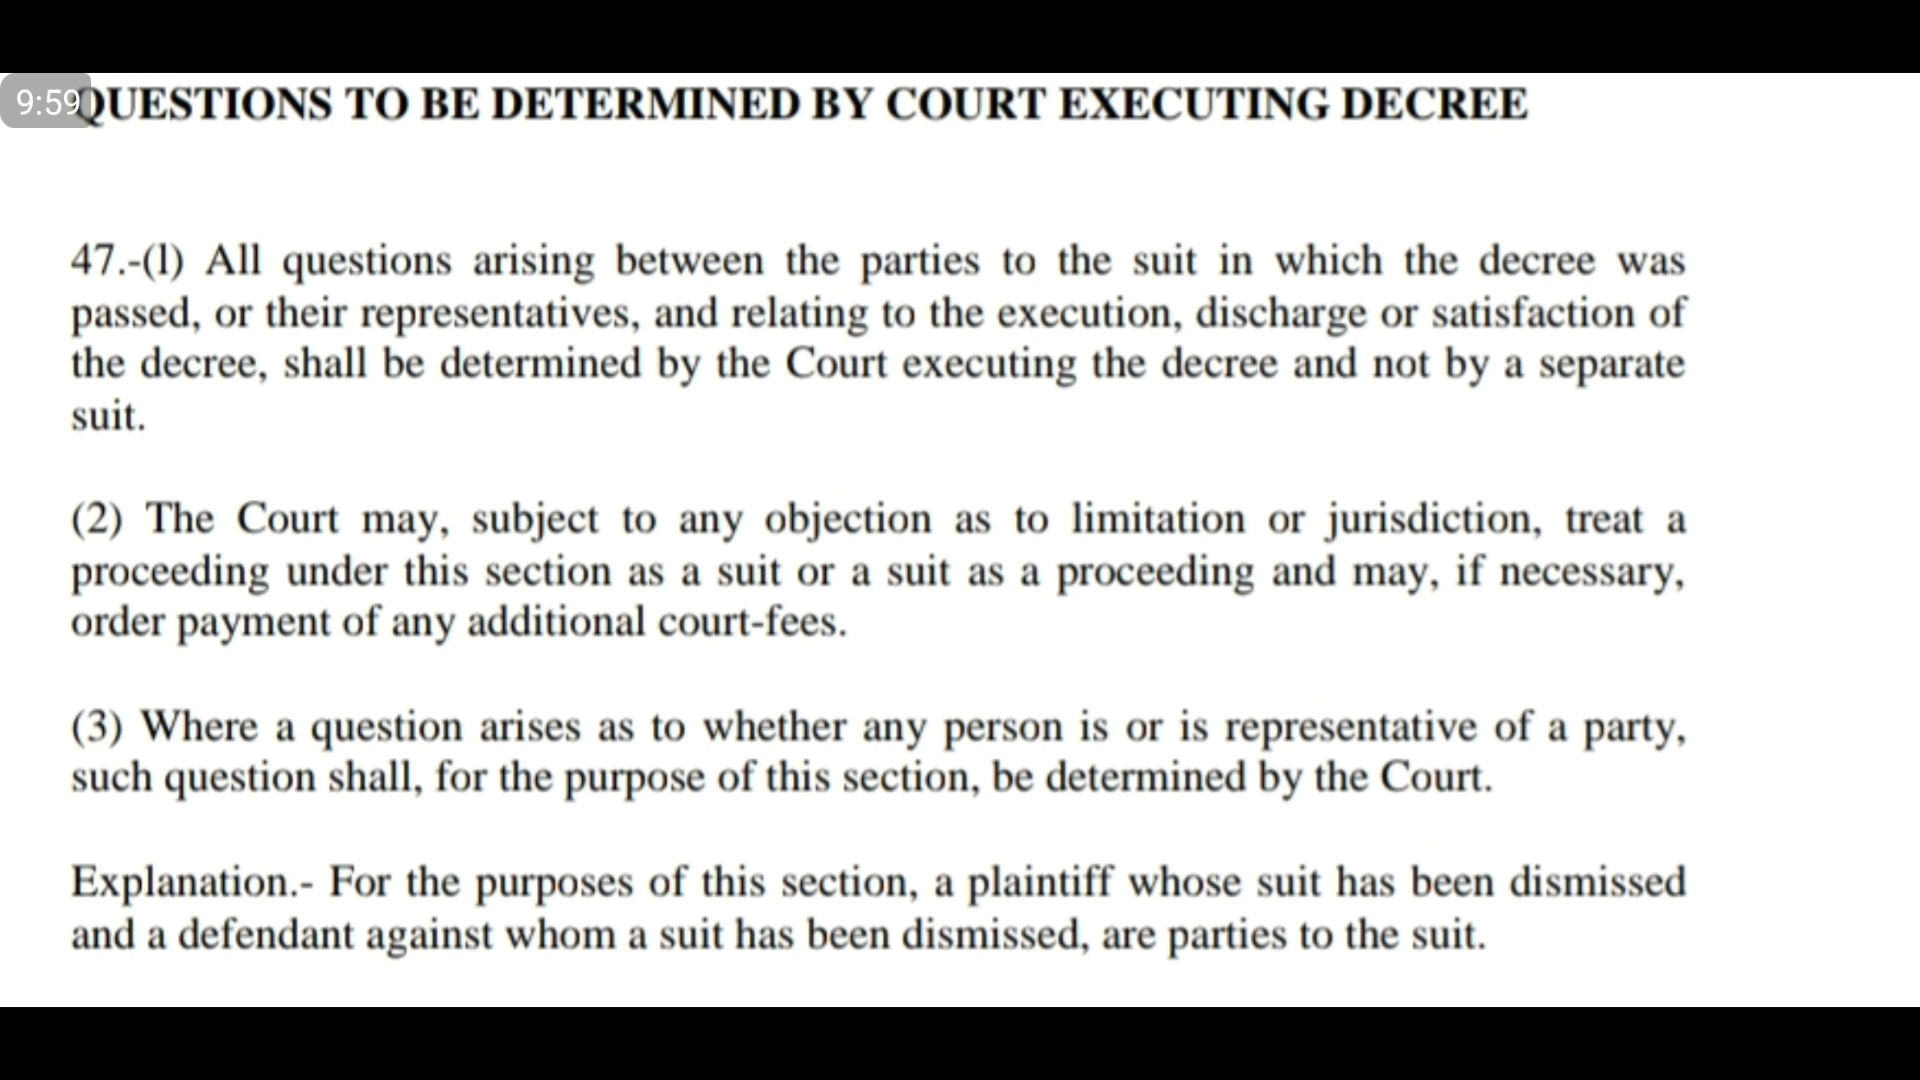 9:59
QUESTIONS TO BE DETERMINED BY COURT EXECUTING DECREE
47.-(l) All questions arising between the parties to the suit in which the decree was
passed, or their representatives, and relating to the execution, discharge or satisfaction of
the decree, shall be determined by the Court executing the decree and not by a separate
suit.
(2) The Court may, subject to any objection as to limitation or jurisdiction, treat a
proceeding under this section as a suit or a suit as a proceeding and may, if necessary,
order payment of any additional court-fees.
(3) Where a question arises as to whether any person is or is representative of a party,
such question shall, for the purpose of this section, be determined by the Court.
Explanation.- For the purposes of this section, a plaintiff whose suit has been dismissed
and a defendant against whom a suit has been dismissed, are parties to the suit.